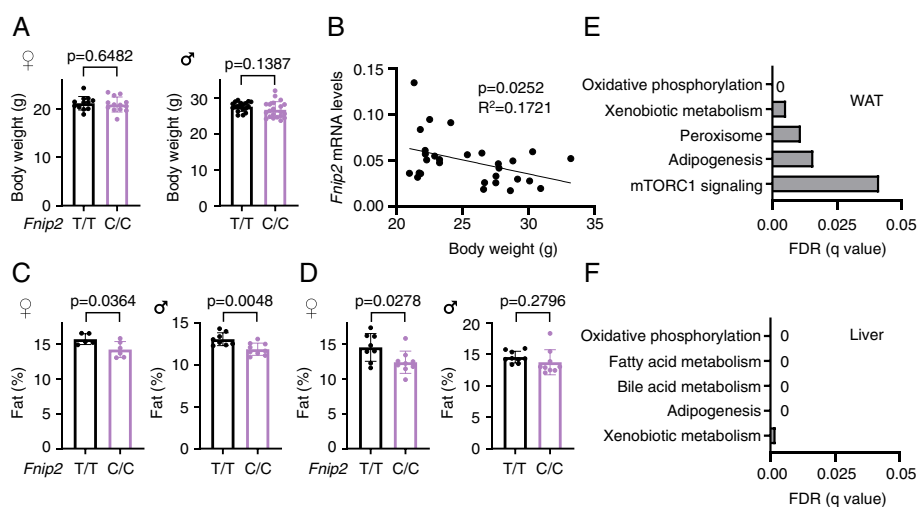 A
♀
p=0.6482
Body weight (g)
20
10
0
Fnip2 T/T C/C
♂
p=0.1387
Body weight (g)
30
20
10
0
T/T C/C
B
Fnip2 mRNA levels
0.15
0.10
0.05
0.00
p=0.0252
R²=0.1721
20 25 30 35
Body weight (g)
E
WAT
Oxidative phosphorylation 0
Xenobiotic metabolism
Peroxisome
Adipogenesis
mTORC1 signaling
0.00 0.025 0.05
FDR (q value)
C
♀
p=0.0364
Fat (%)
15
10
5
0
Fnip2 T/T C/C
♂
p=0.0048
Fat (%)
15
10
5
0
T/T C/C
D
♀
p=0.0278
Fat (%)
15
10
5
0
Fnip2 T/T C/C
♂
p=0.2796
Fat (%)
20
15
10
5
0
T/T C/C
F
Liver
Oxidative phosphorylation 0
Fatty acid metabolism 0
Bile acid metabolism 0
Adipogenesis 0
Xenobiotic metabolism
0.00 0.025 0.05
FDR (q value)